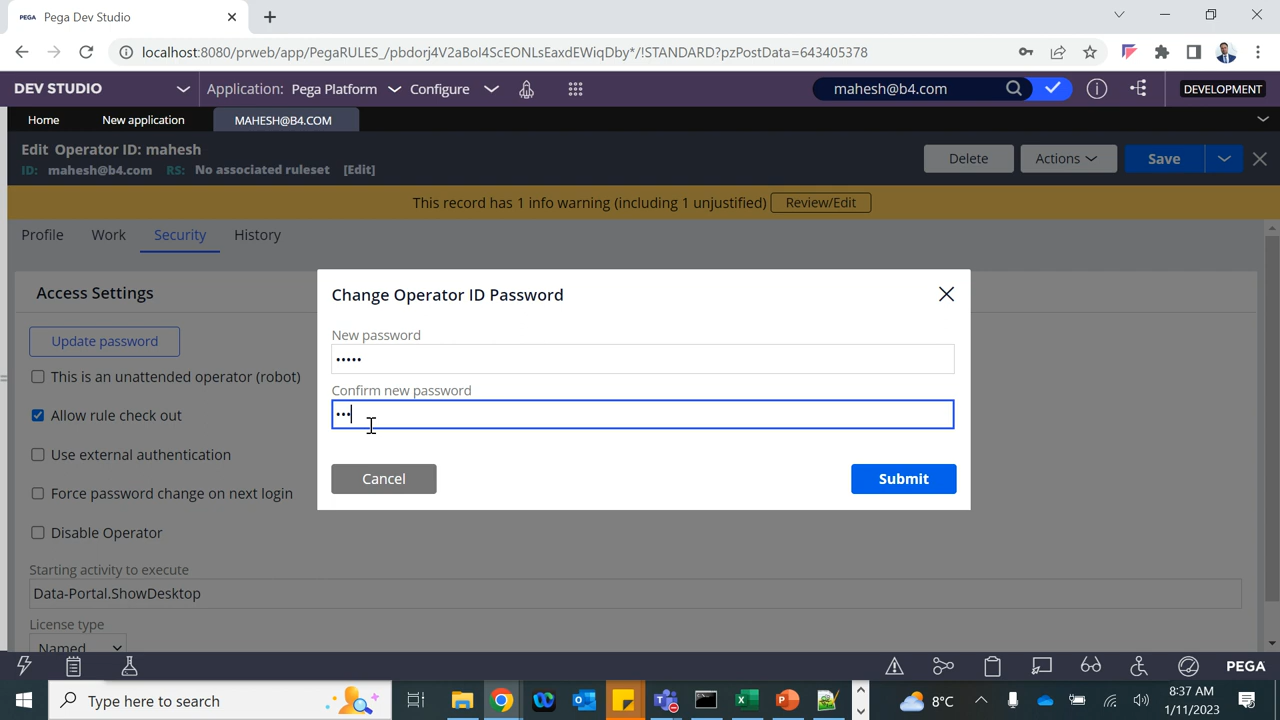 PEGA Pega Dev Studio
localhost:8080/prweb/app/PegaRULES_/pbdorj4V2aBoI4ScEONLsEaxdEWiqDby*/!STANDARD?pzPostData=643405378
DEV STUDIO Application: Pega Platform Configure mahesh@b4.com DEVELOPMENT
Home New application MAHESH@B4.COM
Edit Operator ID: mahesh
ID: mahesh@b4.com RS: No associated ruleset [Edit]
Delete Actions Save
This record has 1 info warning (including 1 unjustified) Review/Edit
Profile Work Security History
Access Settings
Update password
This is an unattended operator (robot)
Allow rule check out
Use external authentication
Force password change on next login
Disable Operator
Starting activity to execute
Data-Portal.ShowDesktop
License type
Named
Change Operator ID Password
New password
•••••
Confirm new password
•••
Cancel Submit
PEGA
Type here to search
8°C
8:37 AM
1/11/2023